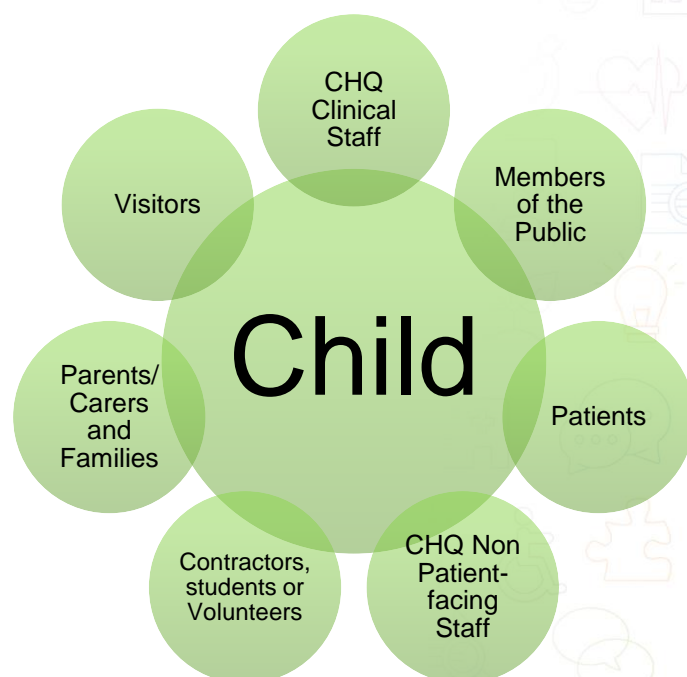 CHQ
Clinical
Staff
Members
of the
Public
Visitors
Child
Parents/
Carers
and
Families
Patients
Contractors,
students or
Volunteers
CHQ Non
Patient-
facing
Staff